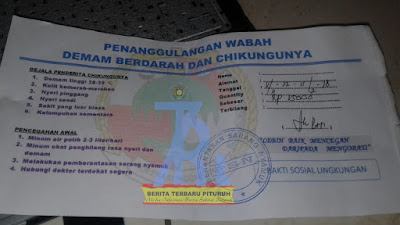 PENANGGULANGAN WABAH
DEMAM BERDARAH DAN CHIKUNGUNYA
GEJALA PENDERITA CHIKUNGUNYA
1. Demam tinggi 38-39
2. Kulit kemerah-merahan
3. Nyeri pinggang
4. Nyeri sendi
5. Sakit yang luar biasa
6. Kelumpuhan sementara
PENCEGAHAN AWAL
1. Minum air putih 2-3 liter/hari
2. Minum obat penghilang rasa nyeri dan
demam
3. Melakukan pemberantasan sarang nyamuk
4. Hubungi dokter terdekat segera
Nama
Alamat
Tanggal
Quantity
Sebesar
Terbilang
Rp 15000
"LEBIH BAIK MENCEGAH
DARIPADA MENGOBATI"
BAKTI SOSIAL LINGKUNGAN
BERITA TERBARU PITURUH